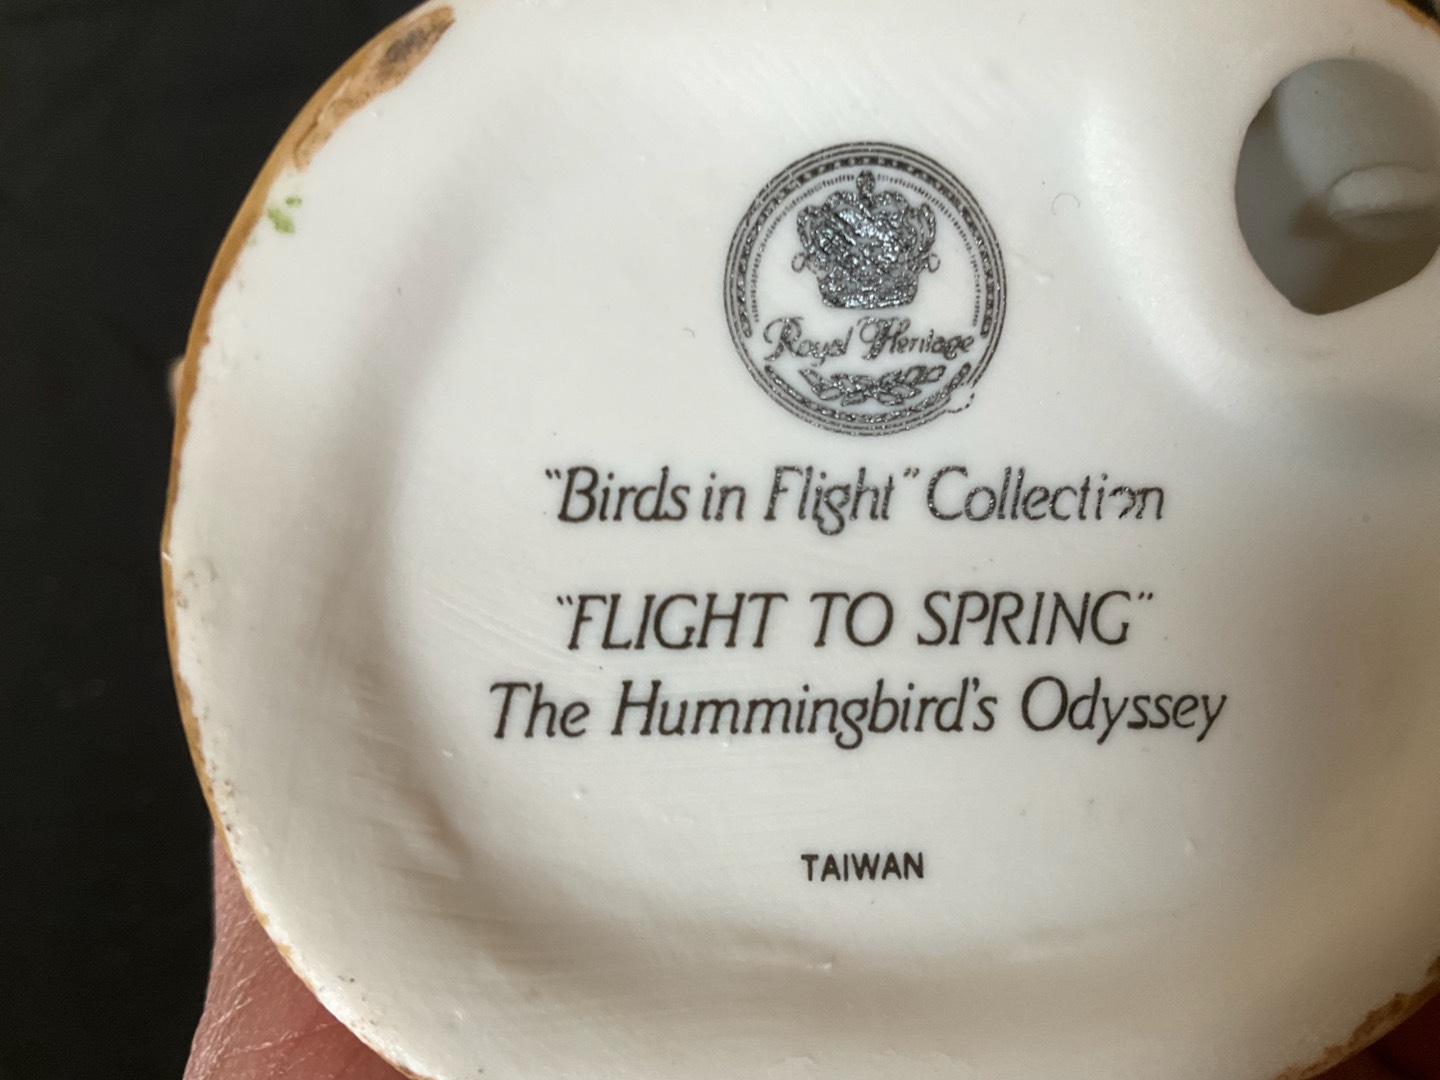 Royal Heritage
"Birds in Flight" Collection
"FLIGHT TO SPRING"
The Hummingbird's Odyssey
TAIWAN